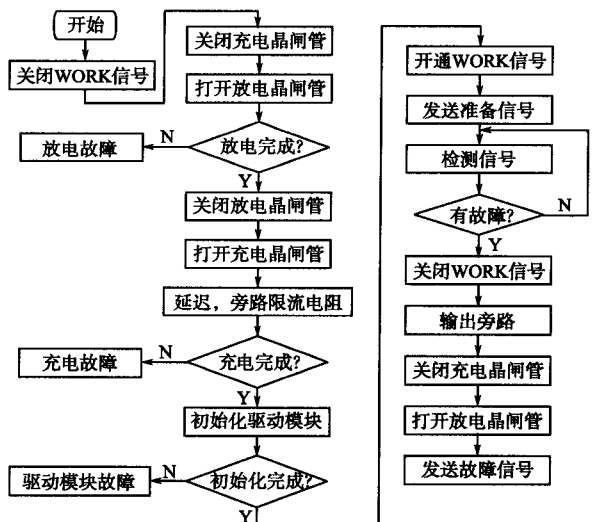 开始
关闭WORK信号
关闭充电晶闸管
打开放电晶闸管
放电完成?
N
放电故障
Y
关闭放电晶闸管
打开充电晶闸管
延迟，旁路限流电阻
充电完成?
N
充电故障
Y
初始化驱动模块
初始化完成?
N
驱动模块故障
Y
开通WORK信号
发送准备信号
检测信号
有故障?
N
Y
关闭WORK信号
输出旁路
关闭充电晶闸管
打开放电晶闸管
发送故障信号